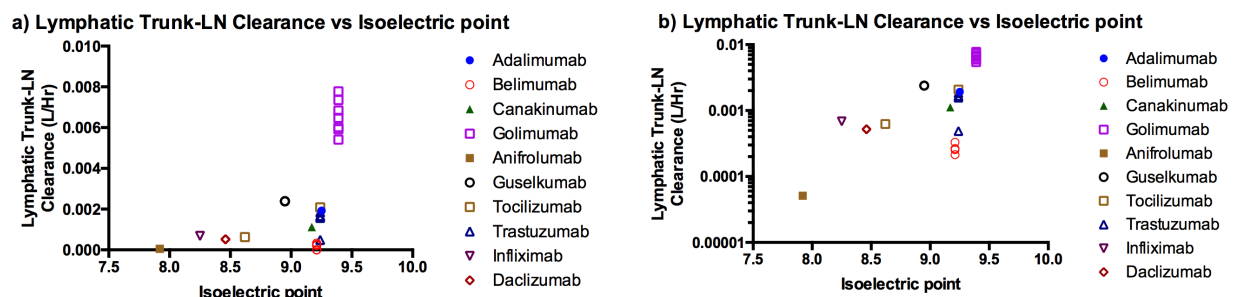 a) Lymphatic Trunk-LN Clearance vs Isoelectric point
Lymphatic Trunk-LN
Clearance (L/Hr)
0.010
0.008
0.006
0.004
0.002
0.000
7.5 8.0 8.5 9.0 9.5 10.0
Isoelectric point
Adalimumab
Belimumab
Canakinumab
Golimumab
Anifrolumab
Guselkumab
Tocilizumab
Trastuzumab
Infliximab
Daclizumab
b) Lymphatic Trunk-LN Clearance vs Isoelectric point
Lymphatic Trunk-LN
Clearance (L/Hr)
0.01
0.001
0.0001
0.00001
7.5 8.0 8.5 9.0 9.5 10.0
Isoelectric point
Adalimumab
Belimumab
Canakinumab
Golimumab
Anifrolumab
Guselkumab
Tocilizumab
Trastuzumab
Infliximab
Daclizumab